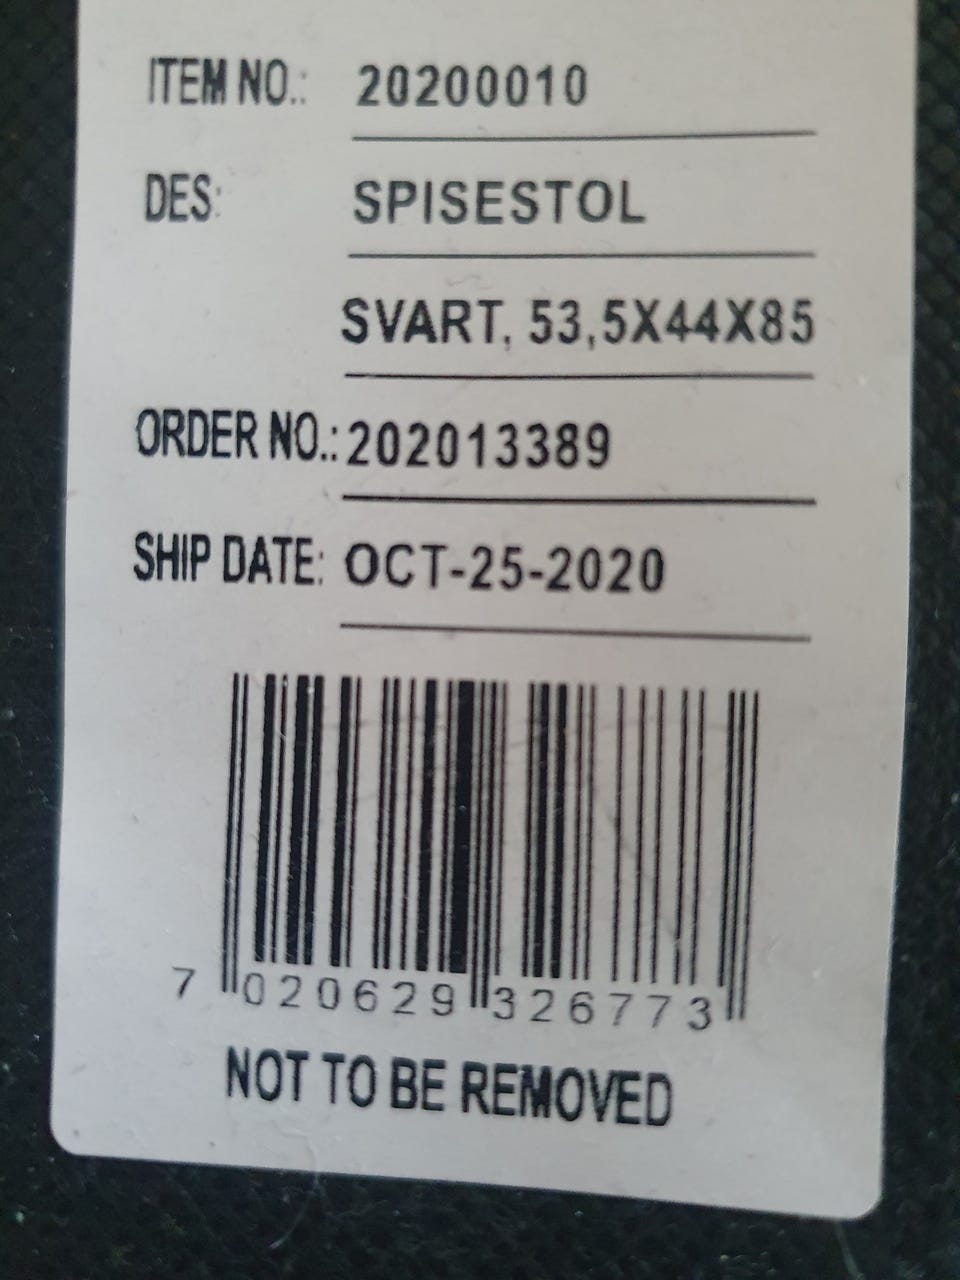 ITEM NO.: 20200010
DES: SPISESTOL
SVART, 53,5X44X85
ORDER NO.: 202013389
SHIP DATE: OCT-25-2020
7 020629 326773
NOT TO BE REMOVED